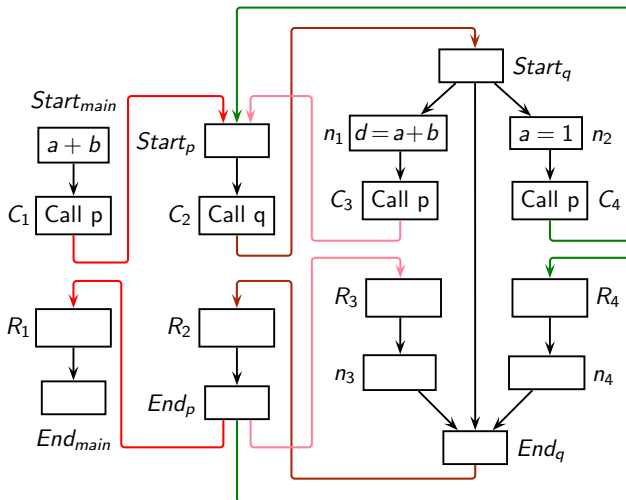 Start_q
Start_main
n_1 d=a+b
a = 1 n_2
a + b
Start_p
C_1 Call p
C_2 Call q
C_3 Call p
Call p C_4
R_1
R_2
R_3
R_4
n_3
n_4
End_p
End_main
End_q